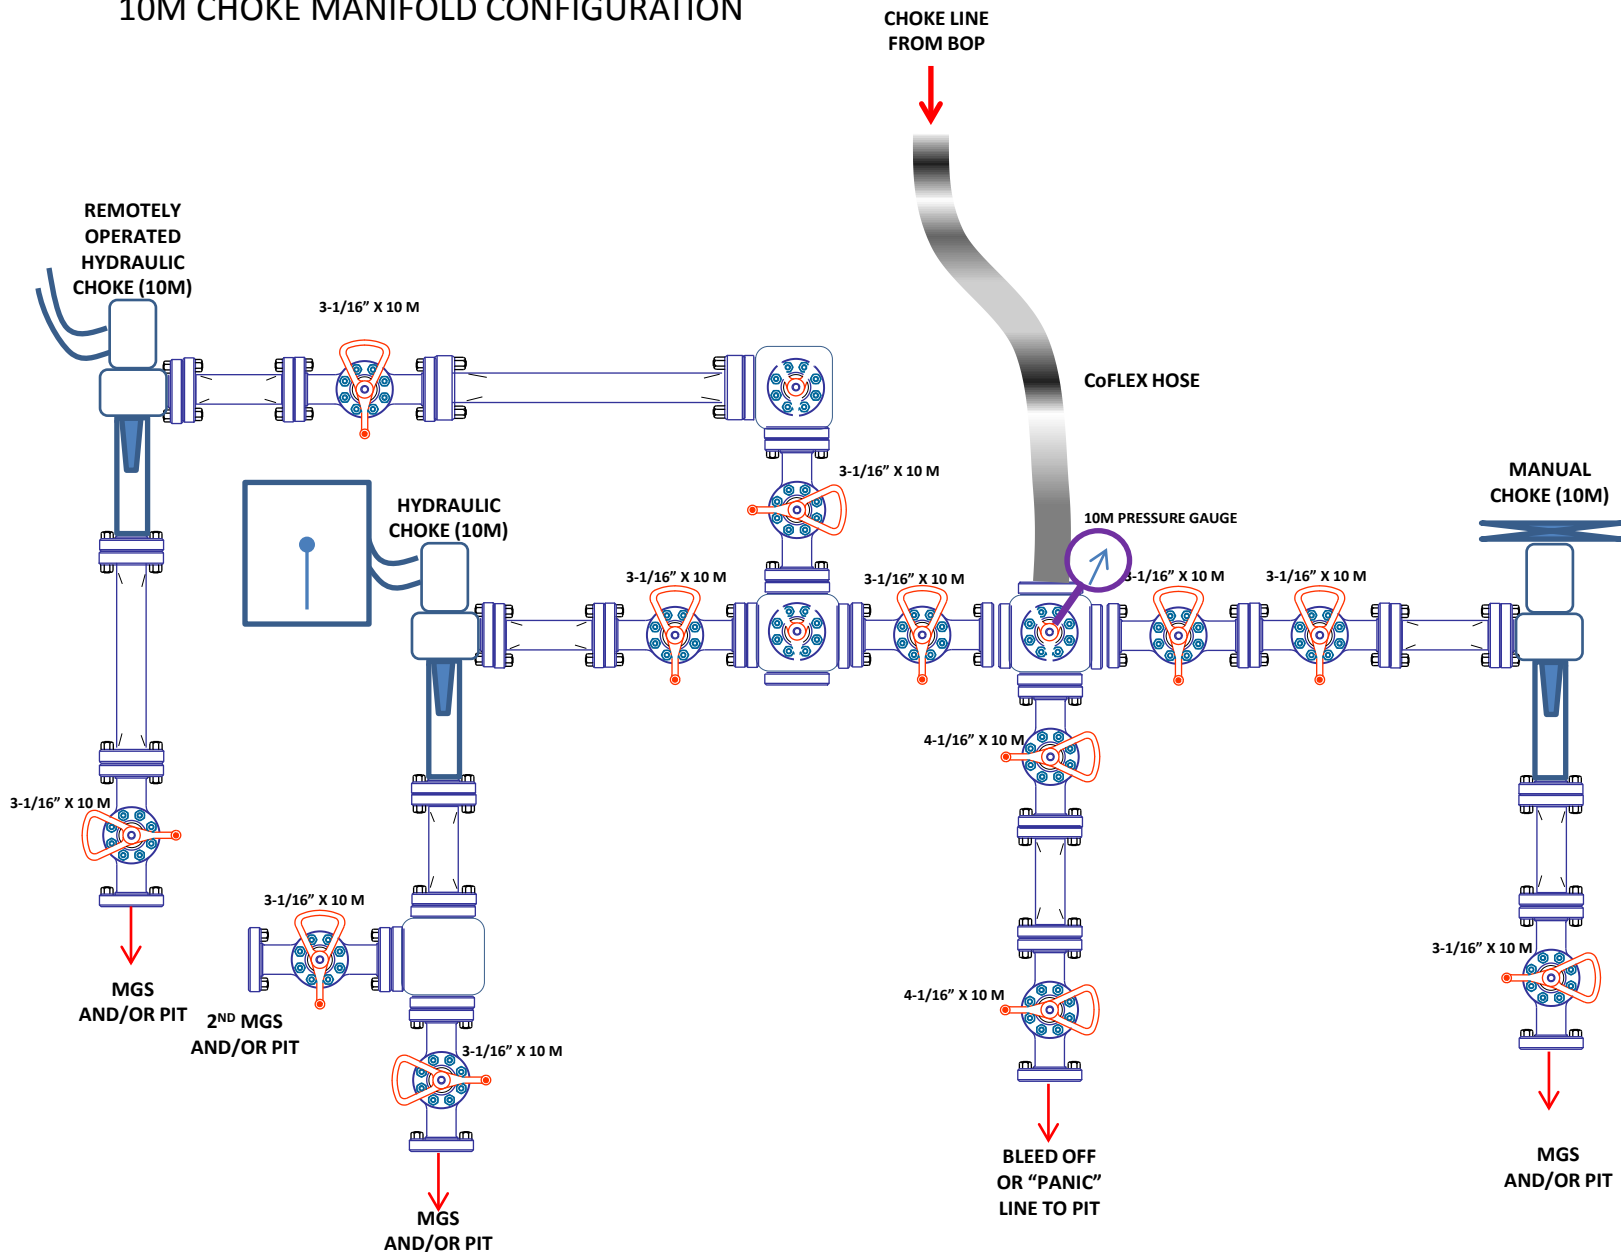 10M CHOKE MANIFOLD CONFIGURATION
CHOKE LINE
FROM BOP
REMOTELY
OPERATED
HYDRAULIC
CHOKE (10M)
3-1/16” X 10 M
CoFLEX HOSE
3-1/16” X 10 M
MANUAL
CHOKE (10M)
HYDRAULIC
CHOKE (10M)
10M PRESSURE GAUGE
3-1/16” X 10 M
3-1/16” X 10 M
3-1/16” X 10 M
3-1/16” X 10 M
4-1/16” X 10 M
3-1/16” X 10 M
3-1/16” X 10 M
3-1/16” X 10 M
MGS
AND/OR PIT
4-1/16” X 10 M
2ND MGS
AND/OR PIT
3-1/16” X 10 M
BLEED OFF
OR “PANIC”
LINE TO PIT
MGS
AND/OR PIT
MGS
AND/OR PIT